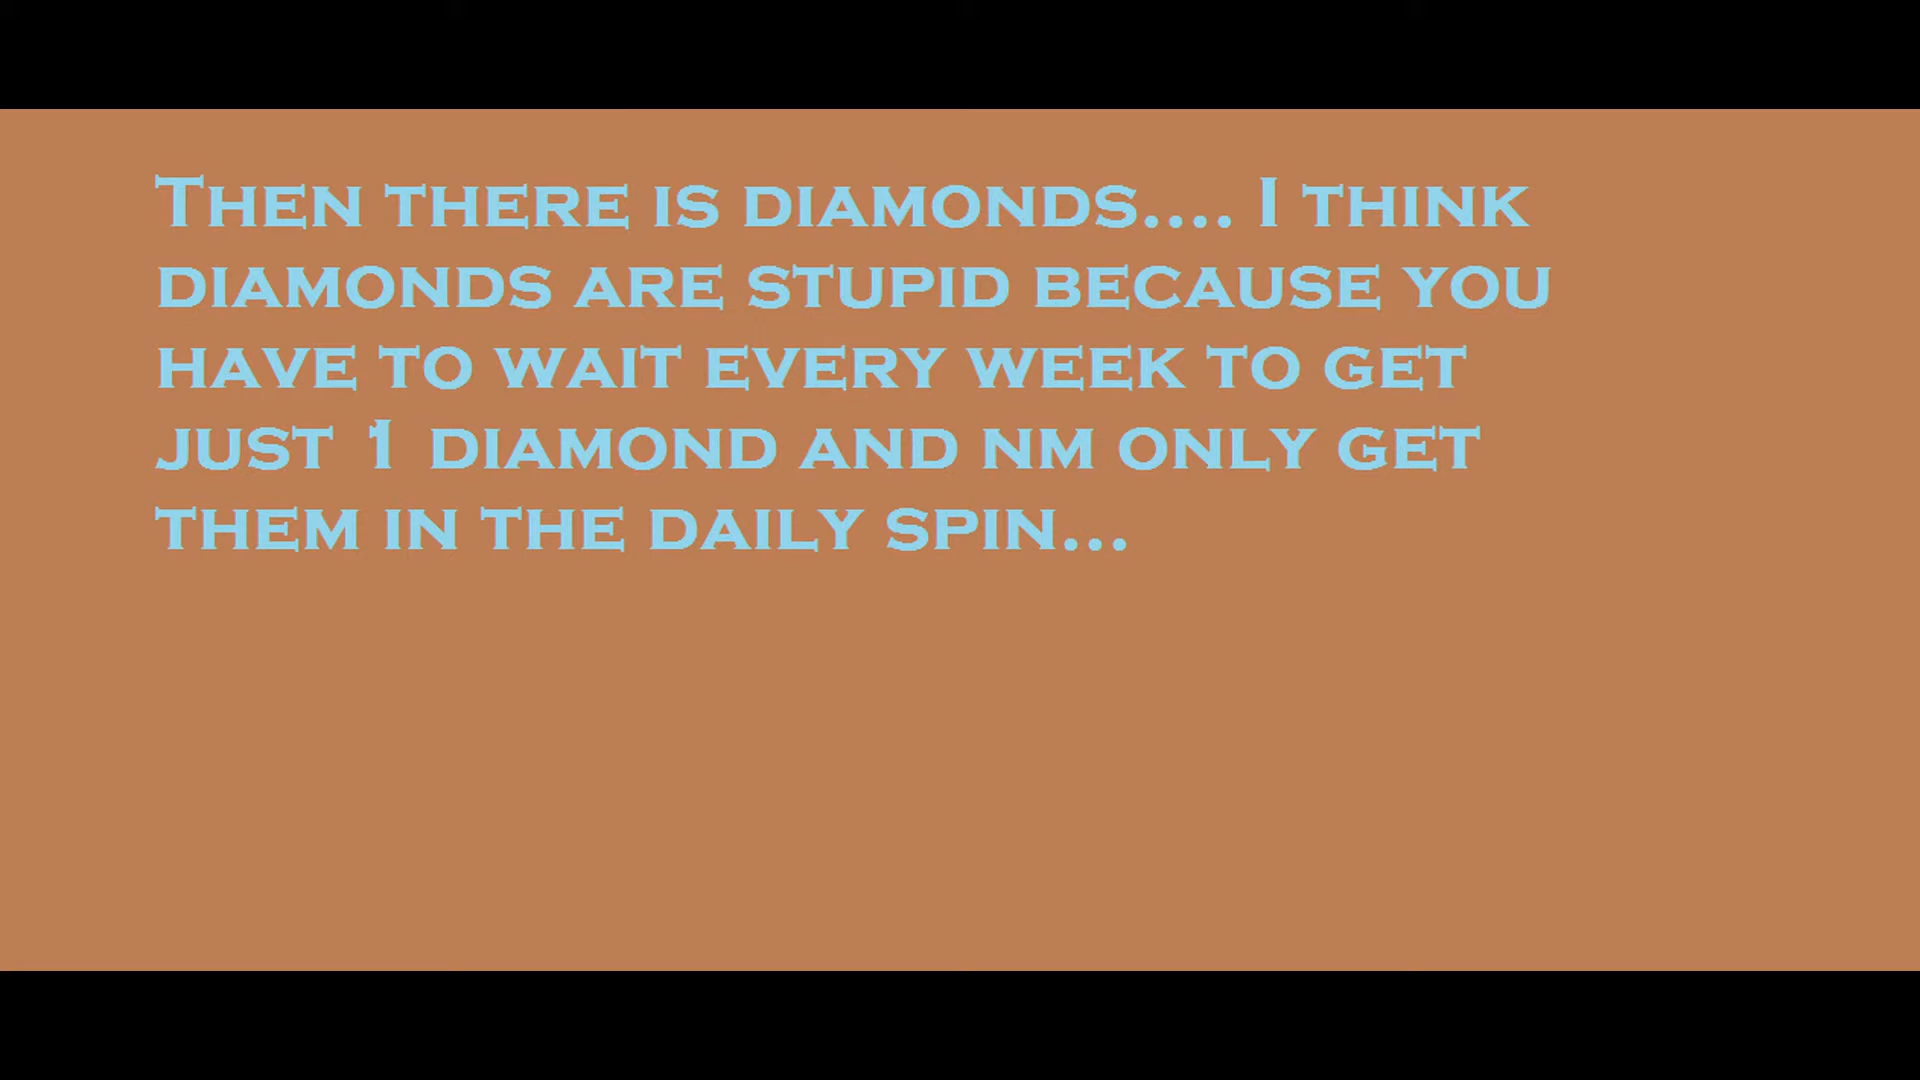 Then there is diamonds.... I think
diamonds are stupid because you
have to wait every week to get
just 1 diamond and nm only get
them in the daily spin...